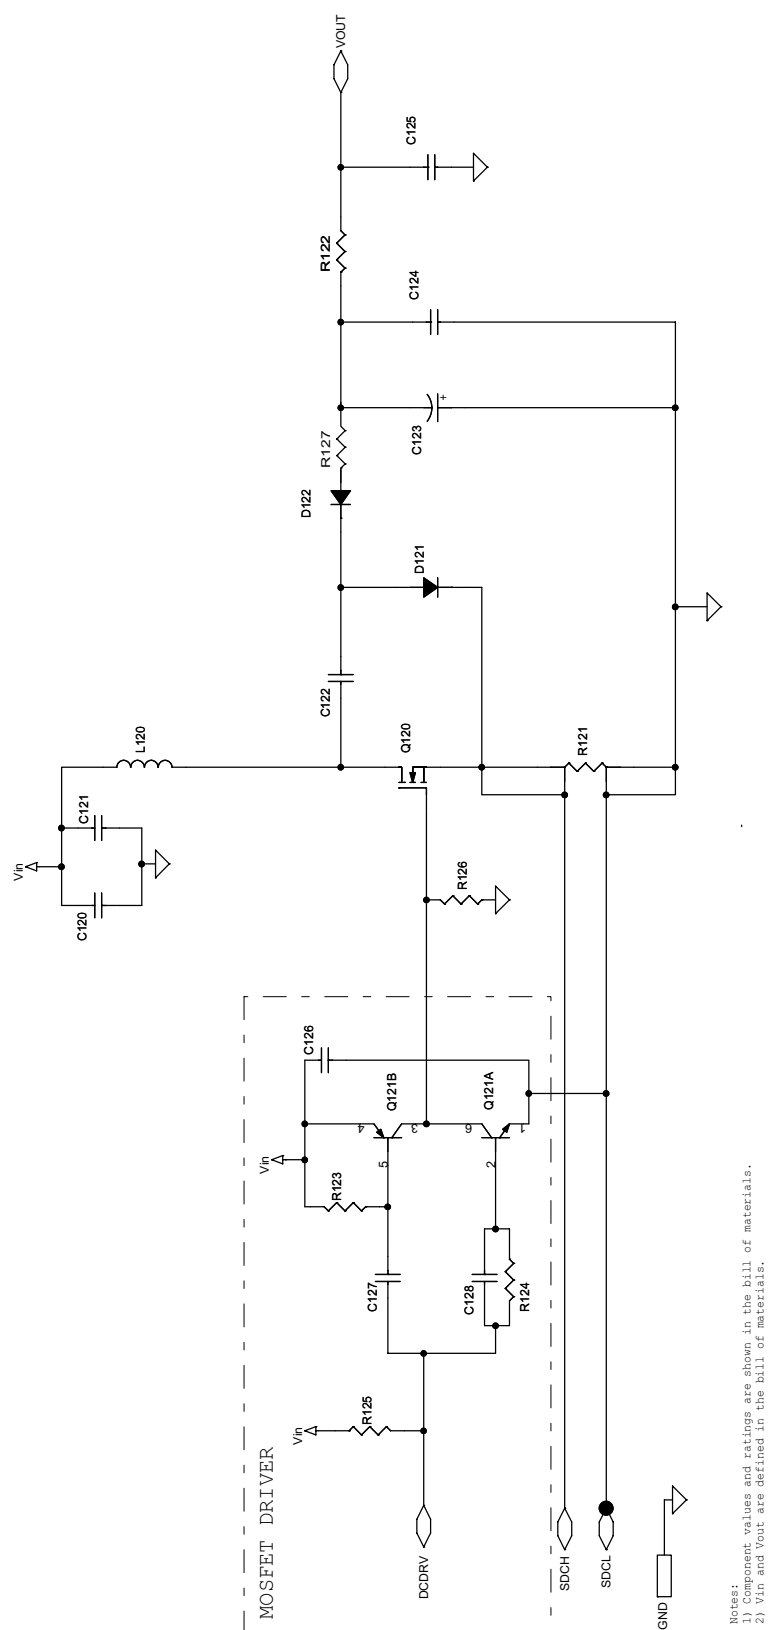 VOUT
C125
R122
C124
C123
R127
D122
D121
C122
L120
Q120
R121
C121
Vin
C120
R126
C126
Q121B
Q121A
4
3
6
1
Vin
5
2
R123
C127
C128
R124
Vin
R125
MOSFET DRIVER
DCDRV
SDCH
SDCL
GND
+
Notes:
1) Component values and ratings are shown in the bill of materials.
2) Vin and Vout are defined in the bill of materials.